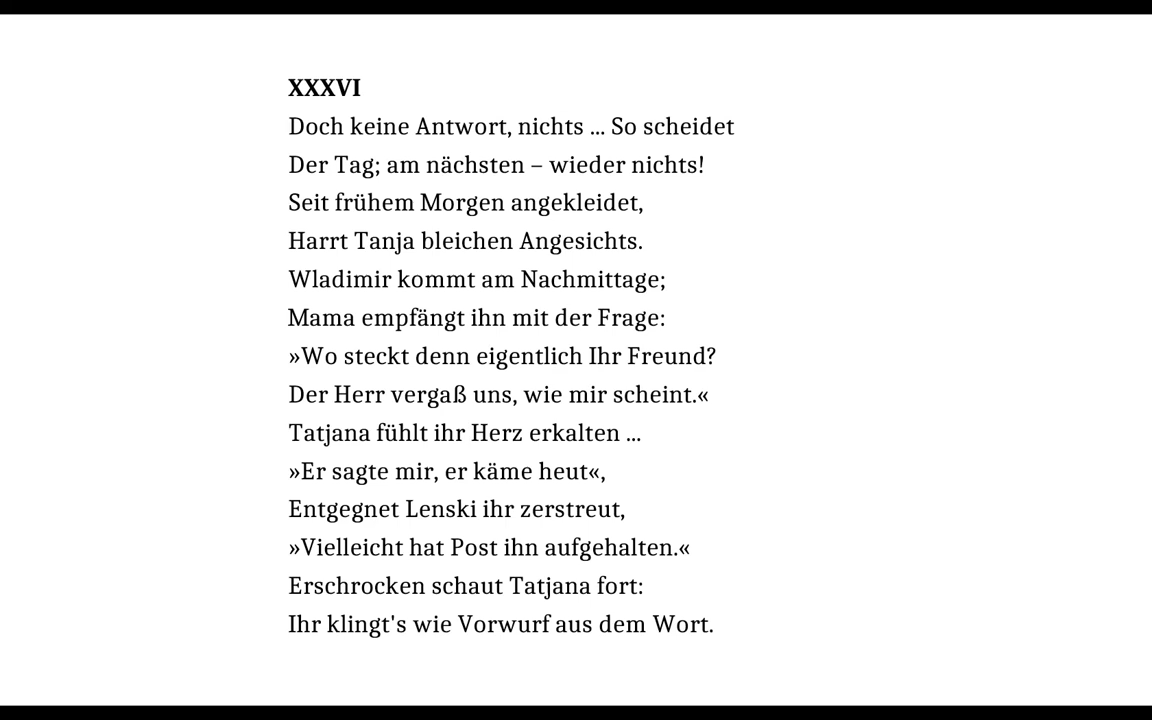 XXXVI
Doch keine Antwort, nichts ... So scheidet
Der Tag; am nächsten – wieder nichts!
Seit frühem Morgen angekleidet,
Harrt Tanja bleichen Angesichts.
Wladimir kommt am Nachmittage;
Mama empfängt ihn mit der Frage:
»Wo steckt denn eigentlich Ihr Freund?
Der Herr vergaß uns, wie mir scheint.«
Tatjana fühlt ihr Herz erkalten ...
»Er sagte mir, er käme heut«,
Entgegnet Lenski ihr zerstreut,
»Vielleicht hat Post ihn aufgehalten.«
Erschrocken schaut Tatjana fort:
Ihr klingt's wie Vorwurf aus dem Wort.